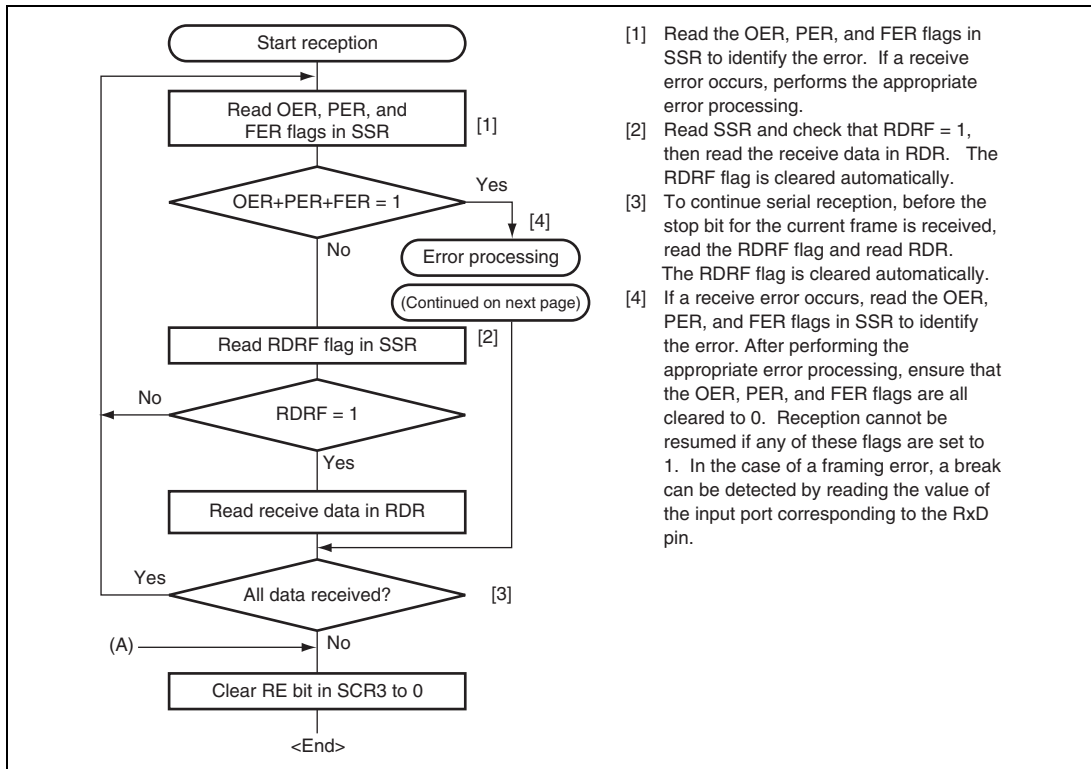 Start reception
Read OER, PER, and
FER flags in SSR
[1]
OER+PER+FER = 1
Yes
[4]
No
Error processing
(Continued on next page)
Read RDRF flag in SSR
[2]
No
RDRF = 1
Yes
Read receive data in RDR
Yes
All data received?
[3]
(A)
No
Clear RE bit in SCR3 to 0
<End>
[1] Read the OER, PER, and FER flags in
SSR to identify the error. If a receive
error occurs, performs the appropriate
error processing.
[2] Read SSR and check that RDRF = 1,
then read the receive data in RDR. The
RDRF flag is cleared automatically.
[3] To continue serial reception, before the
stop bit for the current frame is received,
read the RDRF flag and read RDR.
The RDRF flag is cleared automatically.
[4] If a receive error occurs, read the OER,
PER, and FER flags in SSR to identify
the error. After performing the
appropriate error processing, ensure that
the OER, PER, and FER flags are all
cleared to 0. Reception cannot be
resumed if any of these flags are set to
1. In the case of a framing error, a break
can be detected by reading the value of
the input port corresponding to the RxD
pin.